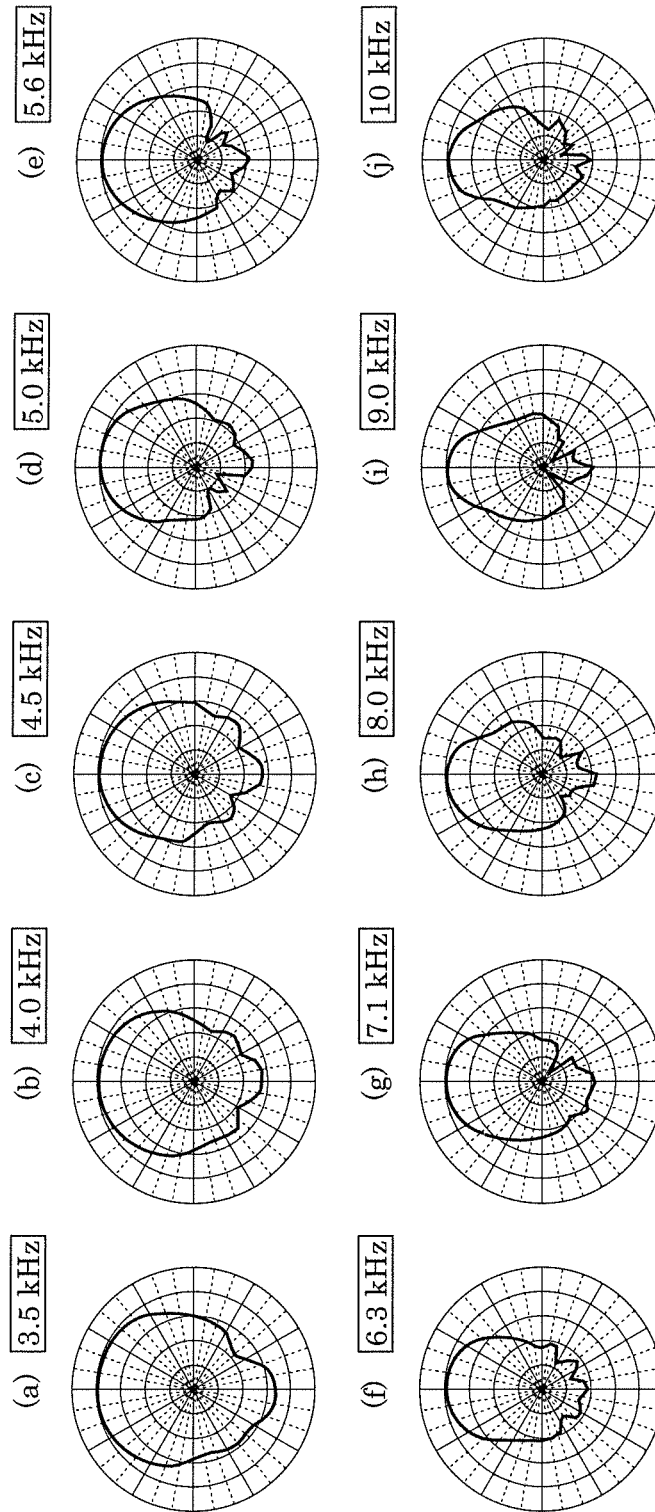 (a) 3.5 kHz
(b) 4.0 kHz
(c) 4.5 kHz
(d) 5.0 kHz
(e) 5.6 kHz
(f) 6.3 kHz
(g) 7.1 kHz
(h) 8.0 kHz
(i) 9.0 kHz
(j) 10 kHz